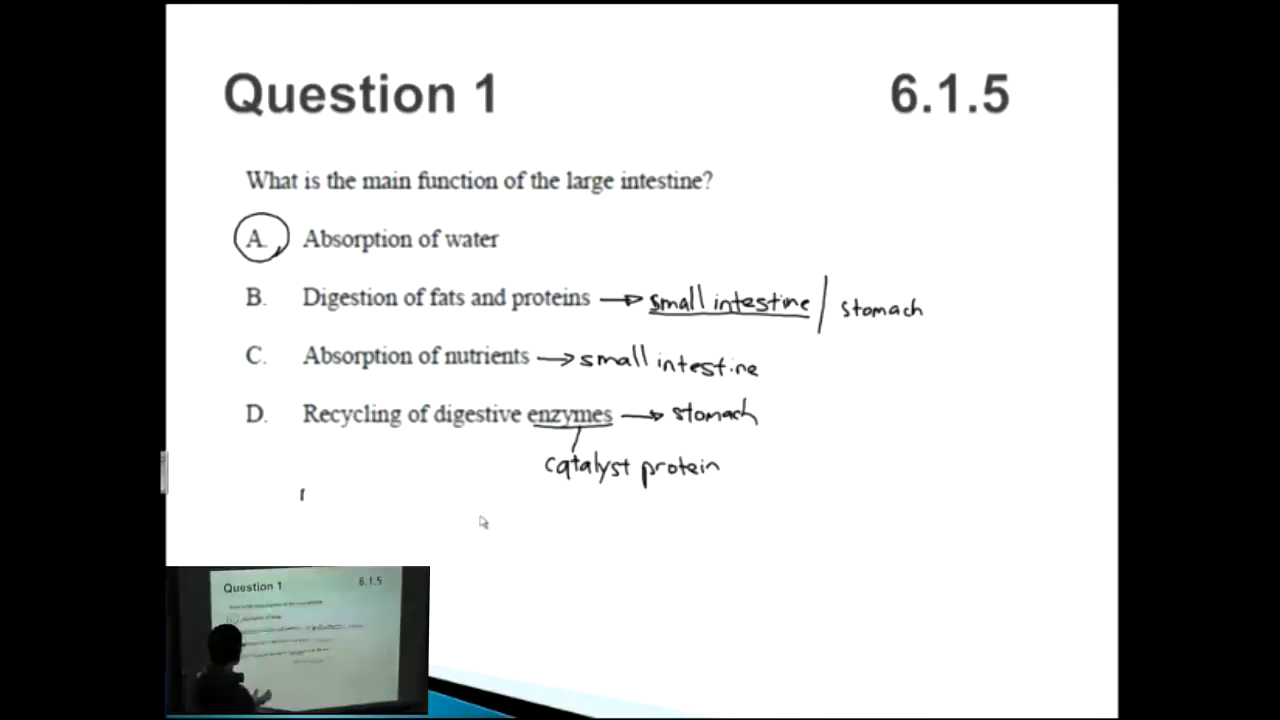 Question 1 6.1.5
What is the main function of the large intestine?
A. Absorption of water
B. Digestion of fats and proteins → small intestine / stomach
C. Absorption of nutrients → small intestine
D. Recycling of digestive enzymes → stomach
catalyst protein
Question 1 6.1.5